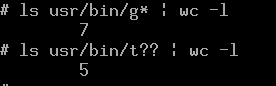 # ls usr/bin/g* ¦ wc -l
7
# ls usr/bin/t?? ¦ wc -l
5